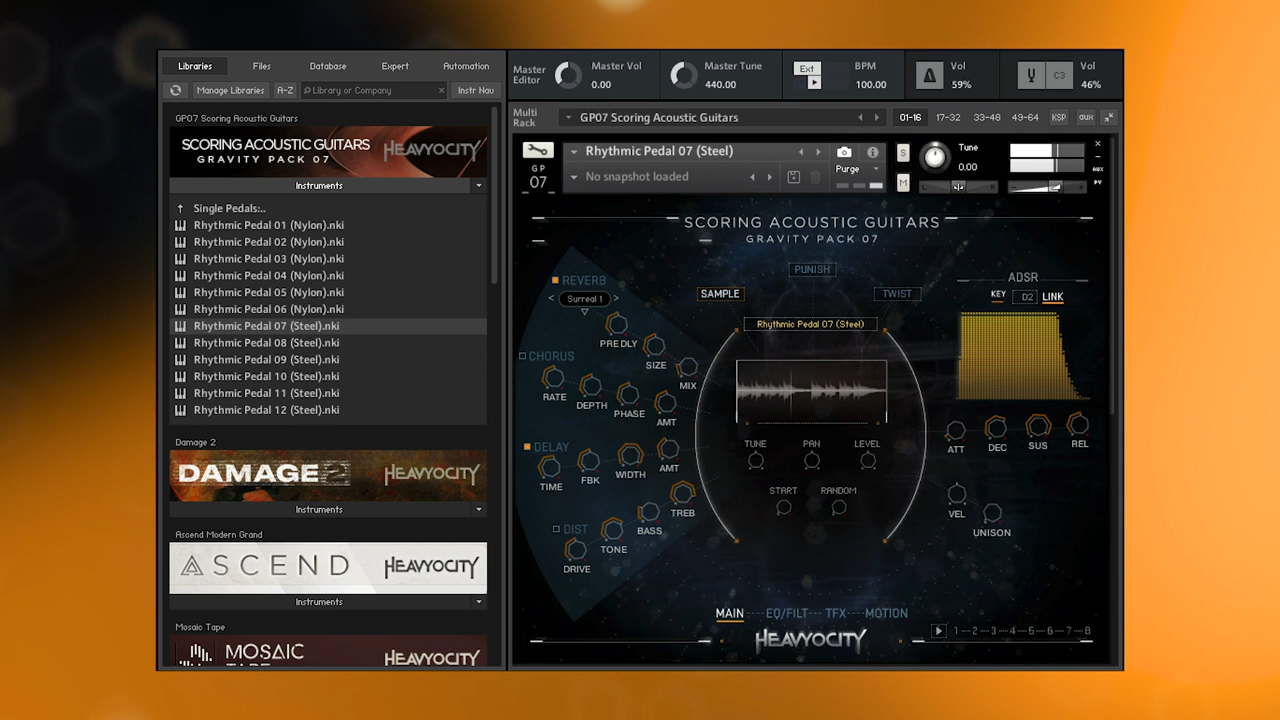 Libraries Files Database Expert Automation
Manage Libraries A-Z Library or Company × Instr Nav
GP07 Scoring Acoustic Guitars
SCORING ACOUSTIC GUITARS
GRAVITY PACK 07
HEAVYOCITY
Instruments
Single Pedals:..
Rhythmic Pedal 01 (Nylon).nki
Rhythmic Pedal 02 (Nylon).nki
Rhythmic Pedal 03 (Nylon).nki
Rhythmic Pedal 04 (Nylon).nki
Rhythmic Pedal 05 (Nylon).nki
Rhythmic Pedal 06 (Nylon).nki
Rhythmic Pedal 07 (Steel).nki
Rhythmic Pedal 08 (Steel).nki
Rhythmic Pedal 09 (Steel).nki
Rhythmic Pedal 10 (Steel).nki
Rhythmic Pedal 11 (Steel).nki
Rhythmic Pedal 12 (Steel).nki
Damage 2
DAMAGE 2 HEAVYOCITY
Instruments
Ascend Modern Grand
ASCEND HEAVYOCITY
Instruments
Mosaic Tape
MOSAIC
TAPE
HEAVYOCITY
Master Editor
Master Vol
0.00
Master Tune
440.00
Ext
BPM
100.00
Vol
59%
C3
Vol
46%
Multi Rack
GP07 Scoring Acoustic Guitars
01-16 17-32 33-48 49-64 KSP AUX
GP
07
Rhythmic Pedal 07 (Steel)
No snapshot loaded
Purge
S
M
Tune
0.00
L R
AUX
PV
SCORING ACOUSTIC GUITARS
GRAVITY PACK 07
PUNISH
SAMPLE
TWIST
REVERB
< Surreal 1 >
PRE DLY
SIZE
MIX
CHORUS
RATE
DEPTH
PHASE
AMT
DELAY
TIME
FBK
WIDTH
AMT
DIST
DRIVE
TONE
BASS
TREB
Rhythmic Pedal 07 (Steel)
TUNE PAN LEVEL
START RANDOM
ADSR
KEY D2 LINK
ATT DEC SUS REL
VEL
UNISON
MAIN EQ/FILT TFX MOTION
HEAVYOCITY
1 2 3 4 5 6 7 8